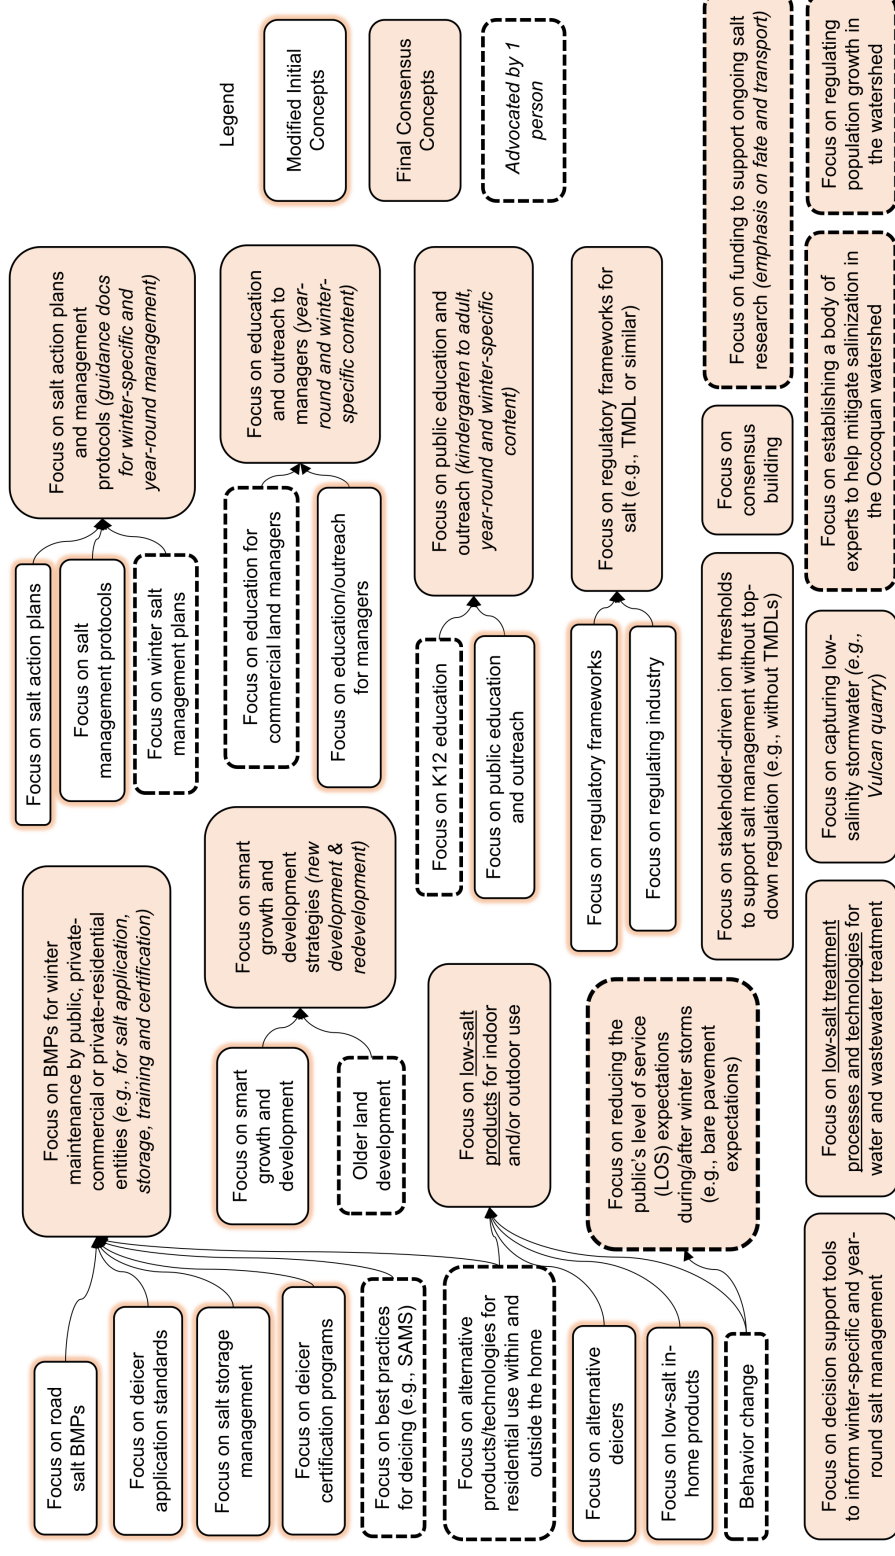 Focus on road
salt BMPs
Focus on deicer
application standards
Focus on salt storage
management
Focus on deicer
certification programs
Focus on best practices
for deicing (e.g., SAMS)
Focus on alternative
products/technologies for
residential use within and
outside the home
Focus on alternative
deicers
Focus on low-salt in-
home products
Behavior change
Focus on BMPs for winter
maintenance by public, private-
commercial or private-residential
entities (e.g., for salt application,
storage, training and certification)
Focus on smart
growth and
development
Older land
development
Focus on smart
growth and
development
strategies (new
development &
redevelopment)
Focus on low-salt
products for indoor
and/or outdoor use
Focus on reducing the
public's level of service
(LOS) expectations
during/after winter storms
(e.g., bare pavement
expectations)
Focus on salt action plans
Focus on salt
management protocols
Focus on winter salt
management plans
Focus on salt action plans
and management
protocols (guidance docs
for winter-specific and
year-round management)
Focus on education for
commercial land managers
Focus on education/outreach
for managers
Focus on education
and outreach to
managers (year-
round and winter-
specific content)
Focus on K12 education
Focus on public education
and outreach
Focus on public education and
outreach (kindergarten to adult,
year-round and winter-specific
content)
Focus on regulatory frameworks
Focus on regulating industry
Focus on regulatory frameworks for
salt (e.g., TMDL or similar)
Legend
Modified Initial
Concepts
Final Consensus
Concepts
Advocated by 1
person
Focus on stakeholder-driven ion thresholds
to support salt management without top-
down regulation (e.g., without TMDLs)
Focus on
consensus
building
Focus on funding to support ongoing salt
research (emphasis on fate and transport)
Focus on decision support tools
to inform winter-specific and year-
round salt management
Focus on low-salt treatment
processes and technologies for
water and wastewater treatment
Focus on capturing low-
salinity stormwater (e.g.,
Vulcan quarry)
Focus on establishing a body of
experts to help mitigate salinization in
the Occoquan watershed
Focus on regulating
population growth in
the watershed